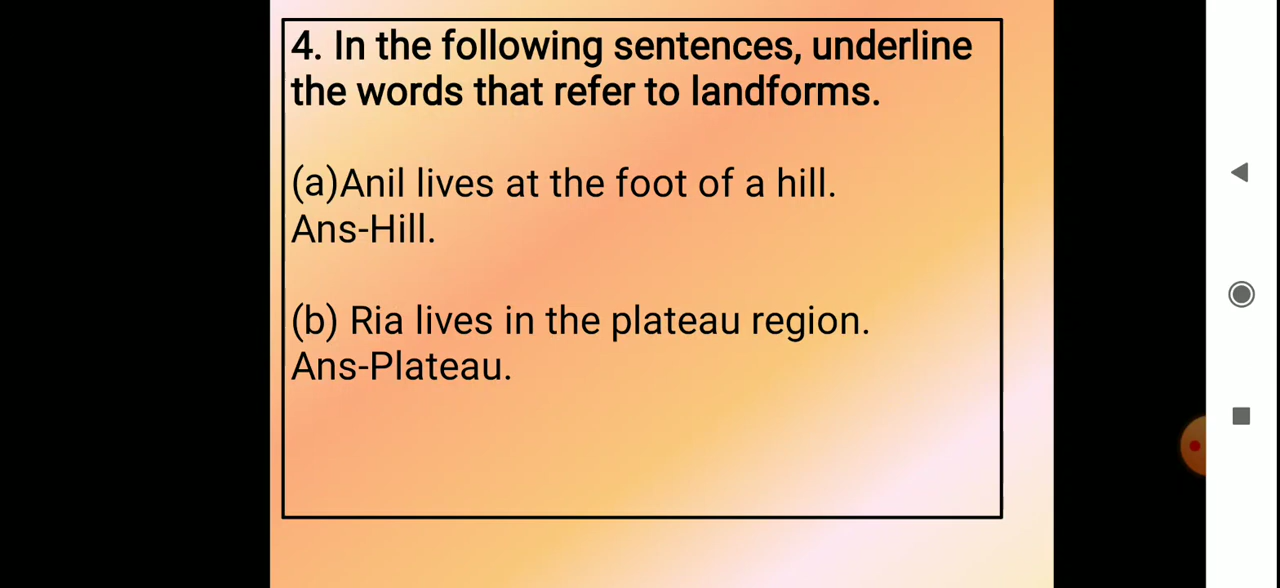 4. In the following sentences, underline
the words that refer to landforms.
(a)Anil lives at the foot of a hill.
Ans-Hill.
(b) Ria lives in the plateau region.
Ans-Plateau.